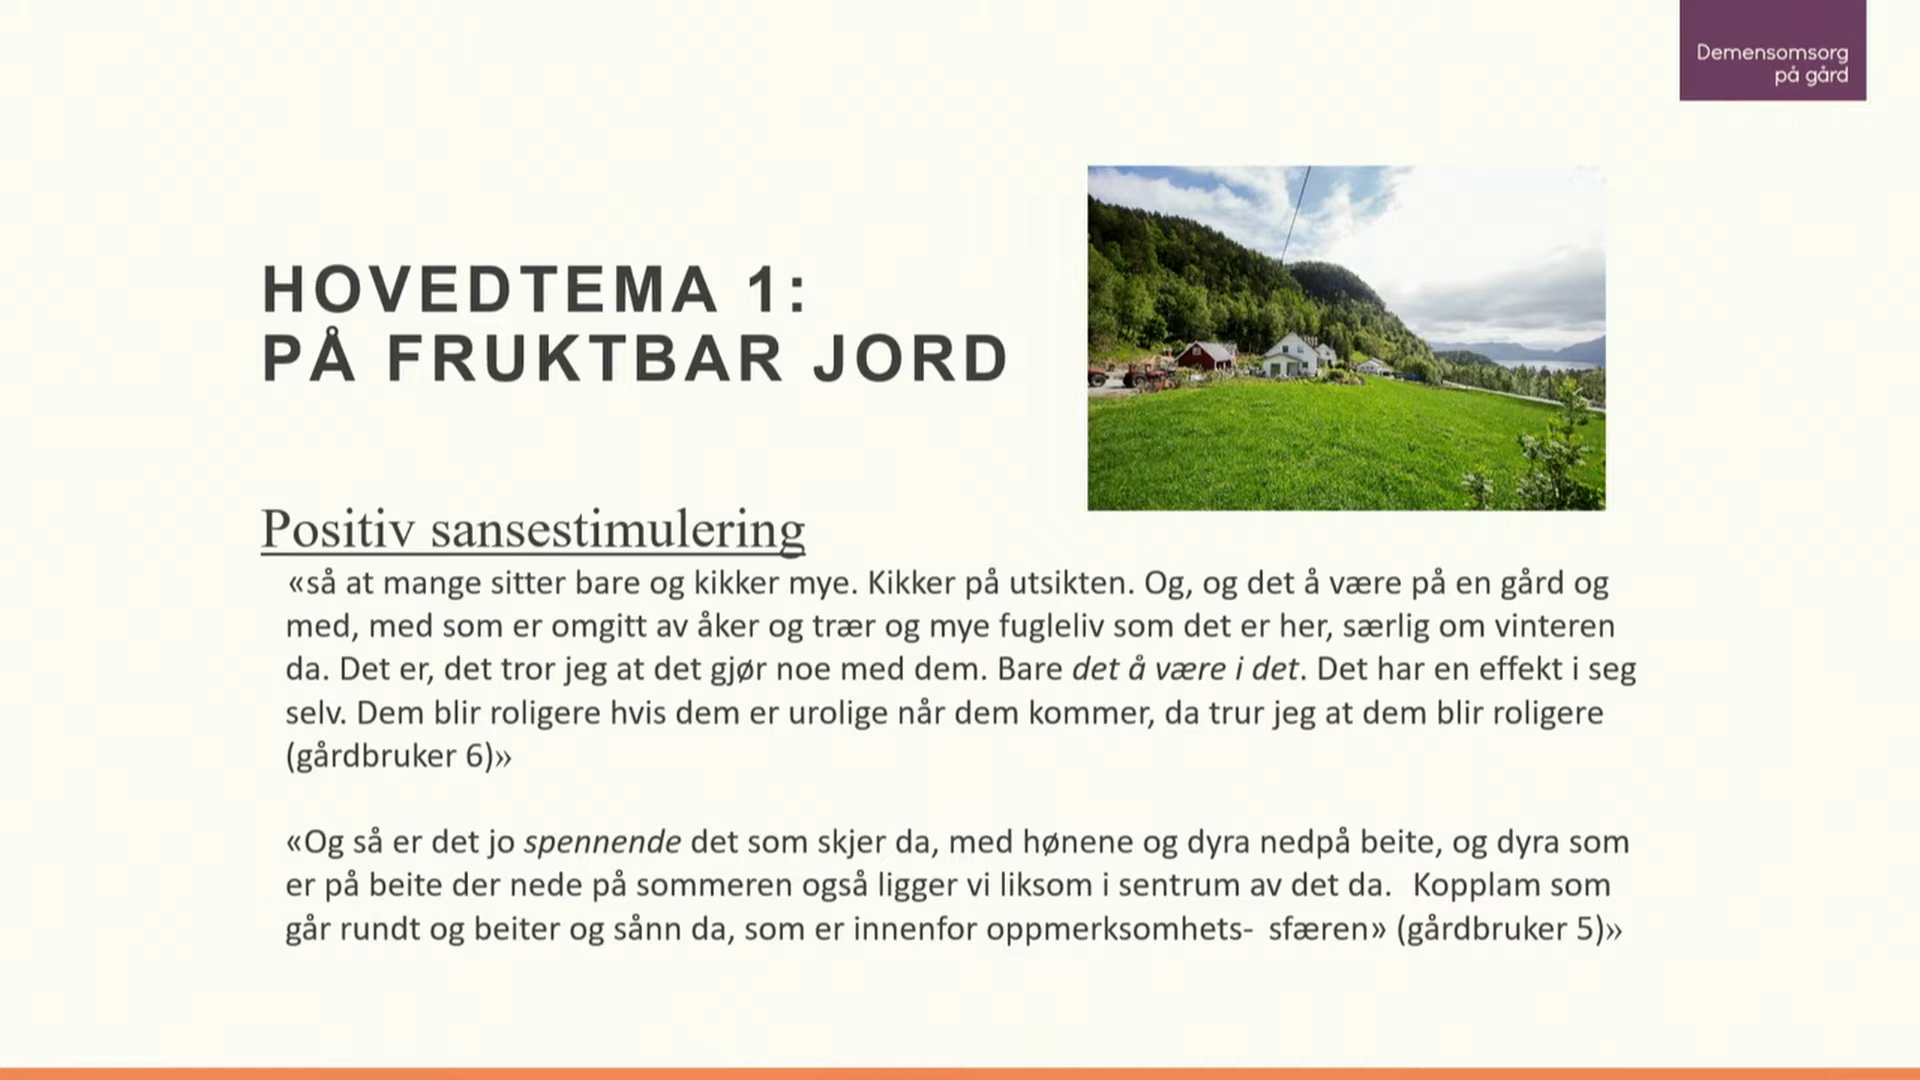 Demensomsorg
på gård
HOVEDTEMA 1:
PÅ FRUKTBAR JORD
Positiv sansestimulering
«så at mange sitter bare og kikker mye. Kikker på utsikten. Og, og det å være på en gård og
med, med som er omgitt av åker og trær og mye fugleliv som det er her, særlig om vinteren
da. Det er, det tror jeg at det gjør noe med dem. Bare det å være i det. Det har en effekt i seg
selv. Dem blir roligere hvis dem er urolige når dem kommer, da trur jeg at dem blir roligere
(gårdbruker 6)»
«Og så er det jo spennende det som skjer da, med hønene og dyra nedpå beite, og dyra som
er på beite der nede på sommeren også ligger vi liksom i sentrum av det da.  Kopplam som
går rundt og beiter og sånn da, som er innenfor oppmerksomhets-  sfæren» (gårdbruker 5)»